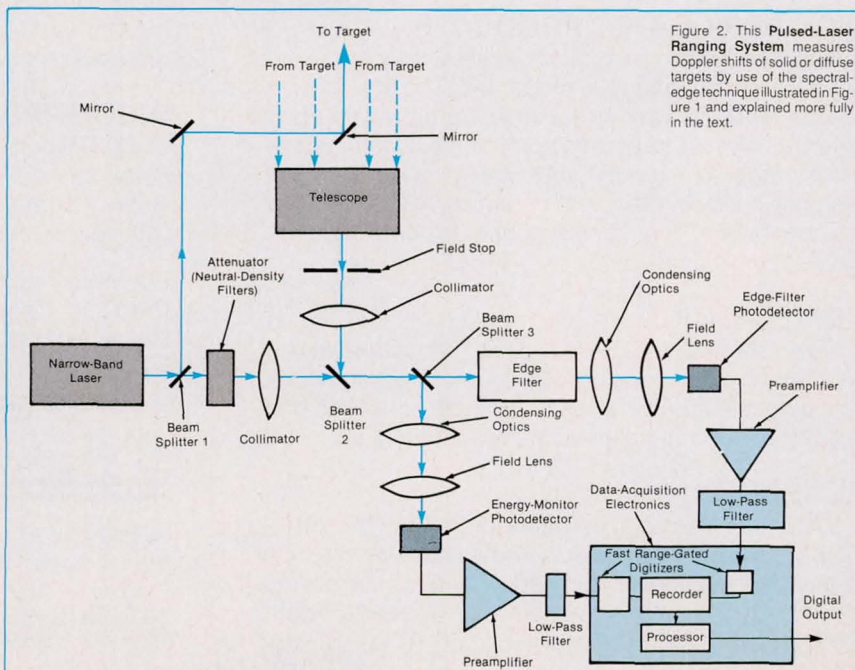 Figure 2. This Pulsed-Laser
Ranging System measures
Doppler shifts of solid or diffuse
targets by use of the spectral-
edge technique illustrated in Fig-
ure 1 and explained more fully
in the text.
To Target
From Target
From Target
Mirror
Mirror
Telescope
Attenuator
(Neutral-Density
Filters)
Field Stop
Collimator
Condensing
Optics
Edge-Filter
Photodetector
Beam
Splitter 3
Field
Lens
Narrow-Band
Laser
Edge
Filter
Beam
Splitter 1
Collimator
Beam
Splitter
2
Condensing
Optics
Preamplifier
Field Lens
Low-Pass
Filter
Energy-Monitor
Photodetector
Data-Acquisition
Electronics
Fast Range-Gated
Digitizers
Recorder
Processor
Digital
Output
Low-Pass
Filter
Preamplifier